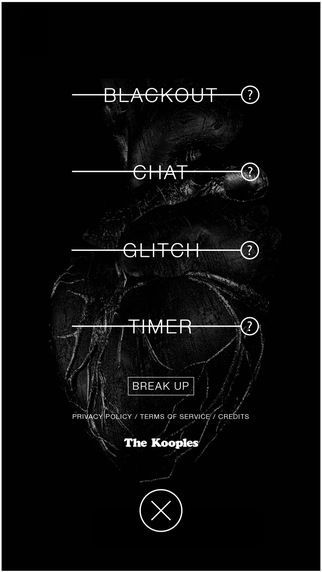 BLACKOUT ?
CHAT ?
GLITCH ?
TIMER ?
BREAK UP
PRIVACY POLICY / TERMS OF SERVICE / CREDITS
The Kooples